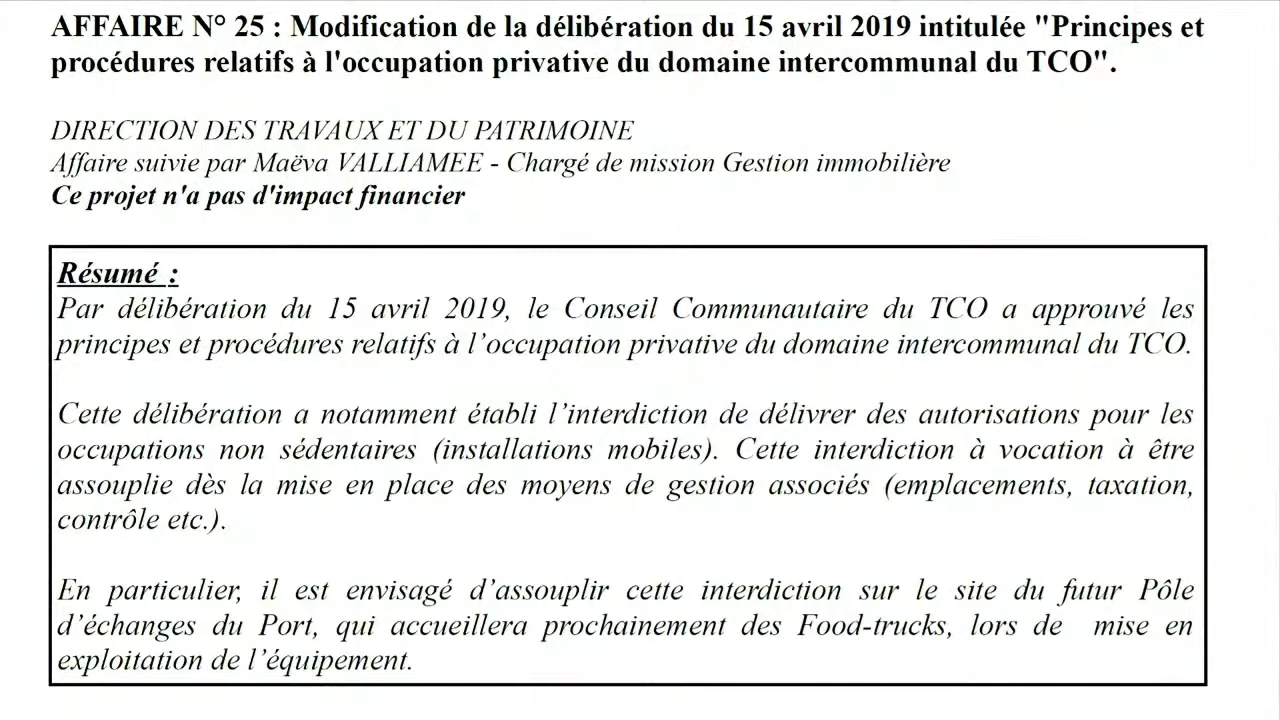 AFFAIRE N° 25 : Modification de la délibération du 15 avril 2019 intitulée "Principes et
procédures relatifs à l'occupation privative du domaine intercommunal du TCO".
DIRECTION DES TRAVAUX ET DU PATRIMOINE
Affaire suivie par Maëva VALLIAMEE - Chargé de mission Gestion immobilière
Ce projet n'a pas d'impact financier
Résumé :
Par délibération du 15 avril 2019, le Conseil Communautaire du TCO a approuvé les
principes et procédures relatifs à l’occupation privative du domaine intercommunal du TCO.
Cette délibération a notamment établi l’interdiction de délivrer des autorisations pour les
occupations non sédentaires (installations mobiles). Cette interdiction à vocation à être
assouplie dès la mise en place des moyens de gestion associés (emplacements, taxation,
contrôle etc.).
En particulier, il est envisagé d’assouplir cette interdiction sur le site du futur Pôle
d’échanges du Port, qui accueillera prochainement des Food-trucks, lors de  mise en
exploitation de l’équipement.